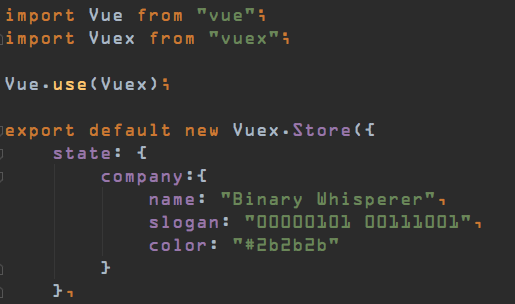 import Vue from "vue";
import Vuex from "vuex";
Vue.use(Vuex);
export default new Vuex.Store({
state: {
company:{
name: "Binary Whisperer",
slogan: "00000101 00111001",
color: "#2b2b2b"
}
},